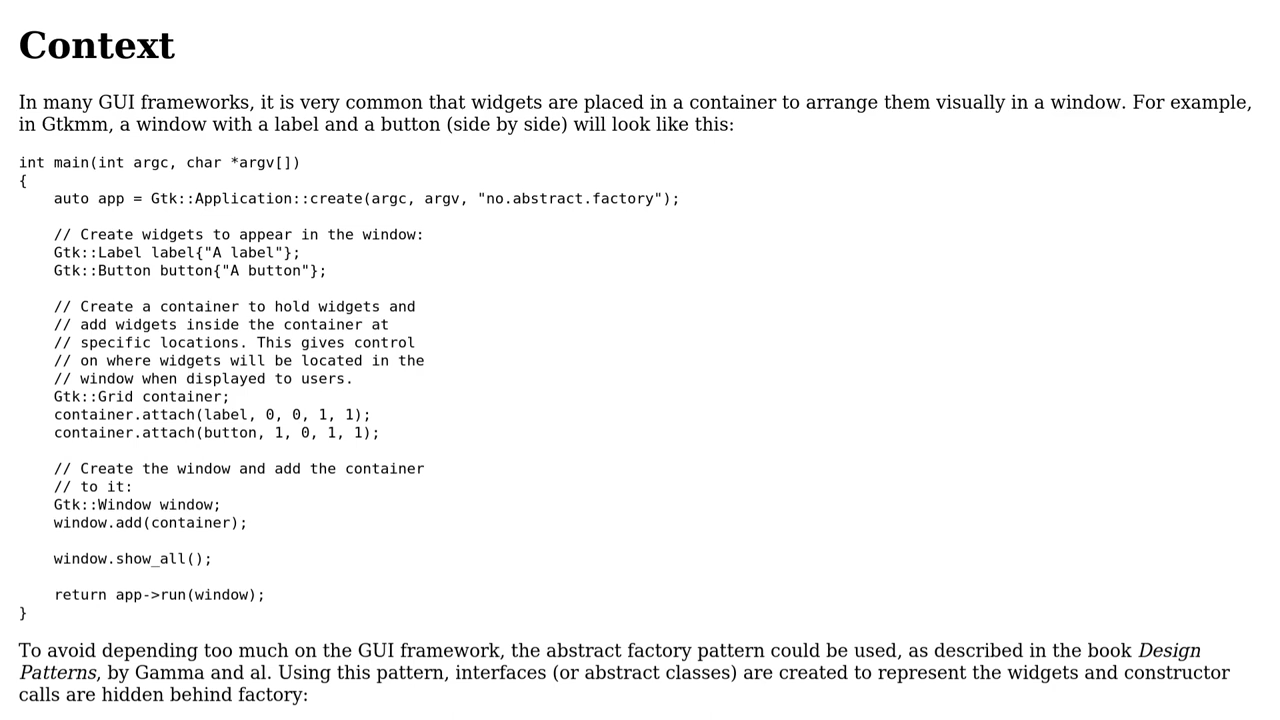 Context
In many GUI frameworks, it is very common that widgets are placed in a container to arrange them visually in a window. For example,
in Gtkmm, a window with a label and a button (side by side) will look like this:
int main(int argc, char *argv[])
{
    auto app = Gtk::Application::create(argc, argv, "no.abstract.factory");
    // Create widgets to appear in the window:
    Gtk::Label label{"A label"};
    Gtk::Button button{"A button"};
    // Create a container to hold widgets and
    // add widgets inside the container at
    // specific locations. This gives control
    // on where widgets will be located in the
    // window when displayed to users.
    Gtk::Grid container;
    container.attach(label, 0, 0, 1, 1);
    container.attach(button, 1, 0, 1, 1);
    // Create the window and add the container
    // to it:
    Gtk::Window window;
    window.add(container);
    window.show_all();
    return app->run(window);
}
To avoid depending too much on the GUI framework, the abstract factory pattern could be used, as described in the book Design
Patterns, by Gamma and al. Using this pattern, interfaces (or abstract classes) are created to represent the widgets and constructor
calls are hidden behind factory: